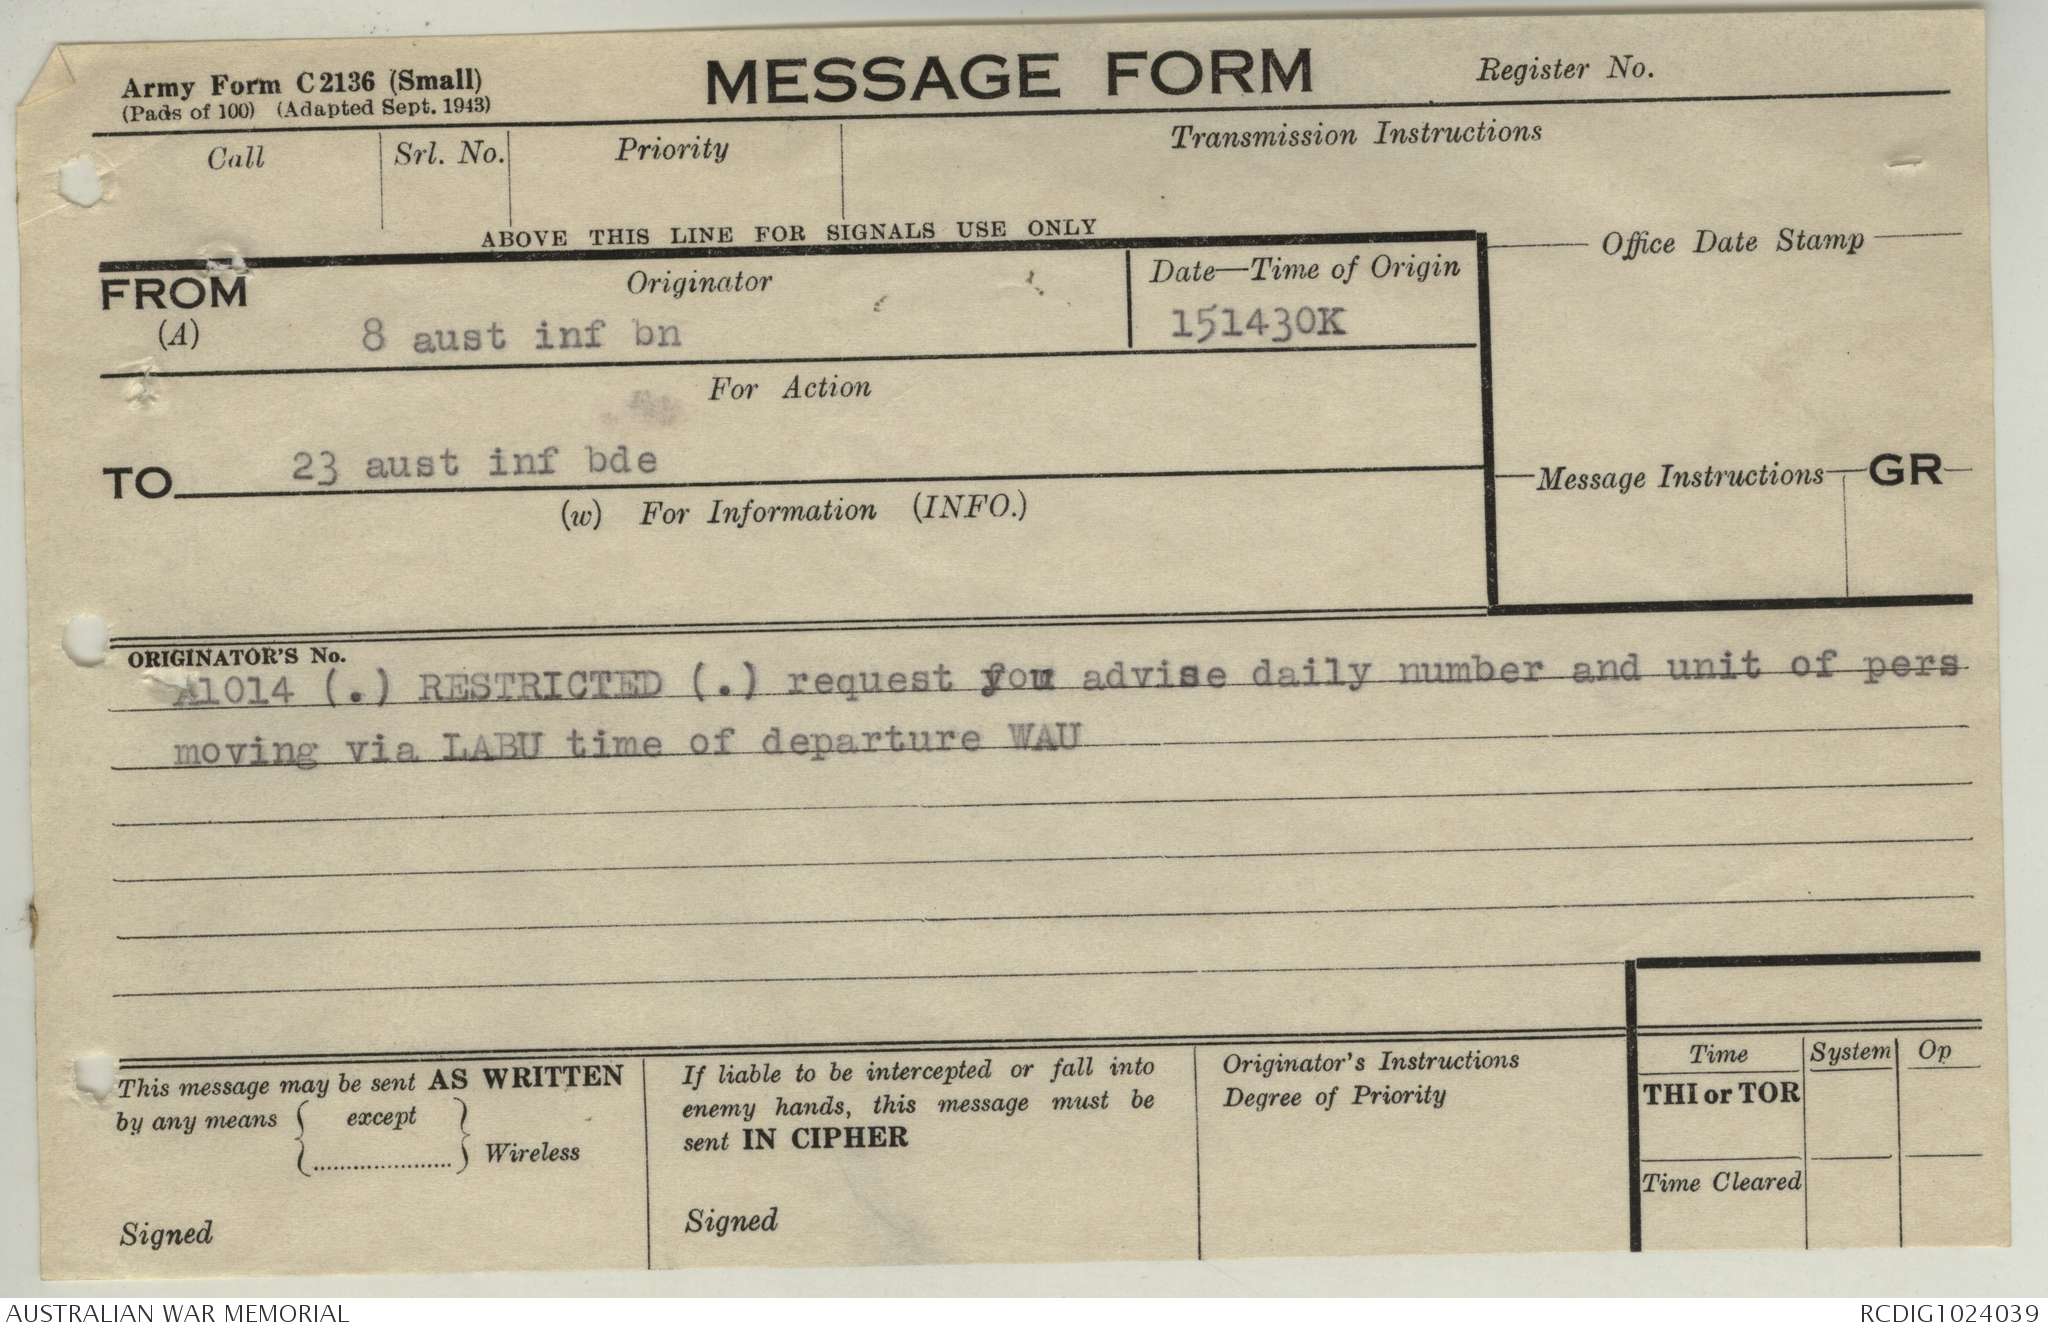 Army Form C2136 (Small)
(Pads of 100) (Adapted Sept. 1943)
MESSAGE FORM
Register No.
Call
Srl. No.
Priority
Transmission Instructions
ABOVE THIS LINE FOR SIGNALS USE ONLY
Office Date Stamp
FROM
(A)
Originator
8 aust inf bn
Date—Time of Origin
151430K
For Action
TO
23 aust inf bde
(w) For Information (INFO.)
Message Instructions
GR
ORIGINATOR'S No.
A1014 (.) RESTRICTED (.) request you advise daily number and unit of pers
moving via LABU time of departure WAU
This message may be sent AS WRITTEN
by any means { except
......................} Wireless
Signed
If liable to be intercepted or fall into
enemy hands, this message must be
sent IN CIPHER
Signed
Originator's Instructions
Degree of Priority
Time
System
Op
THI or TOR
Time Cleared
AUSTRALIAN WAR MEMORIAL
RCDIG1024039